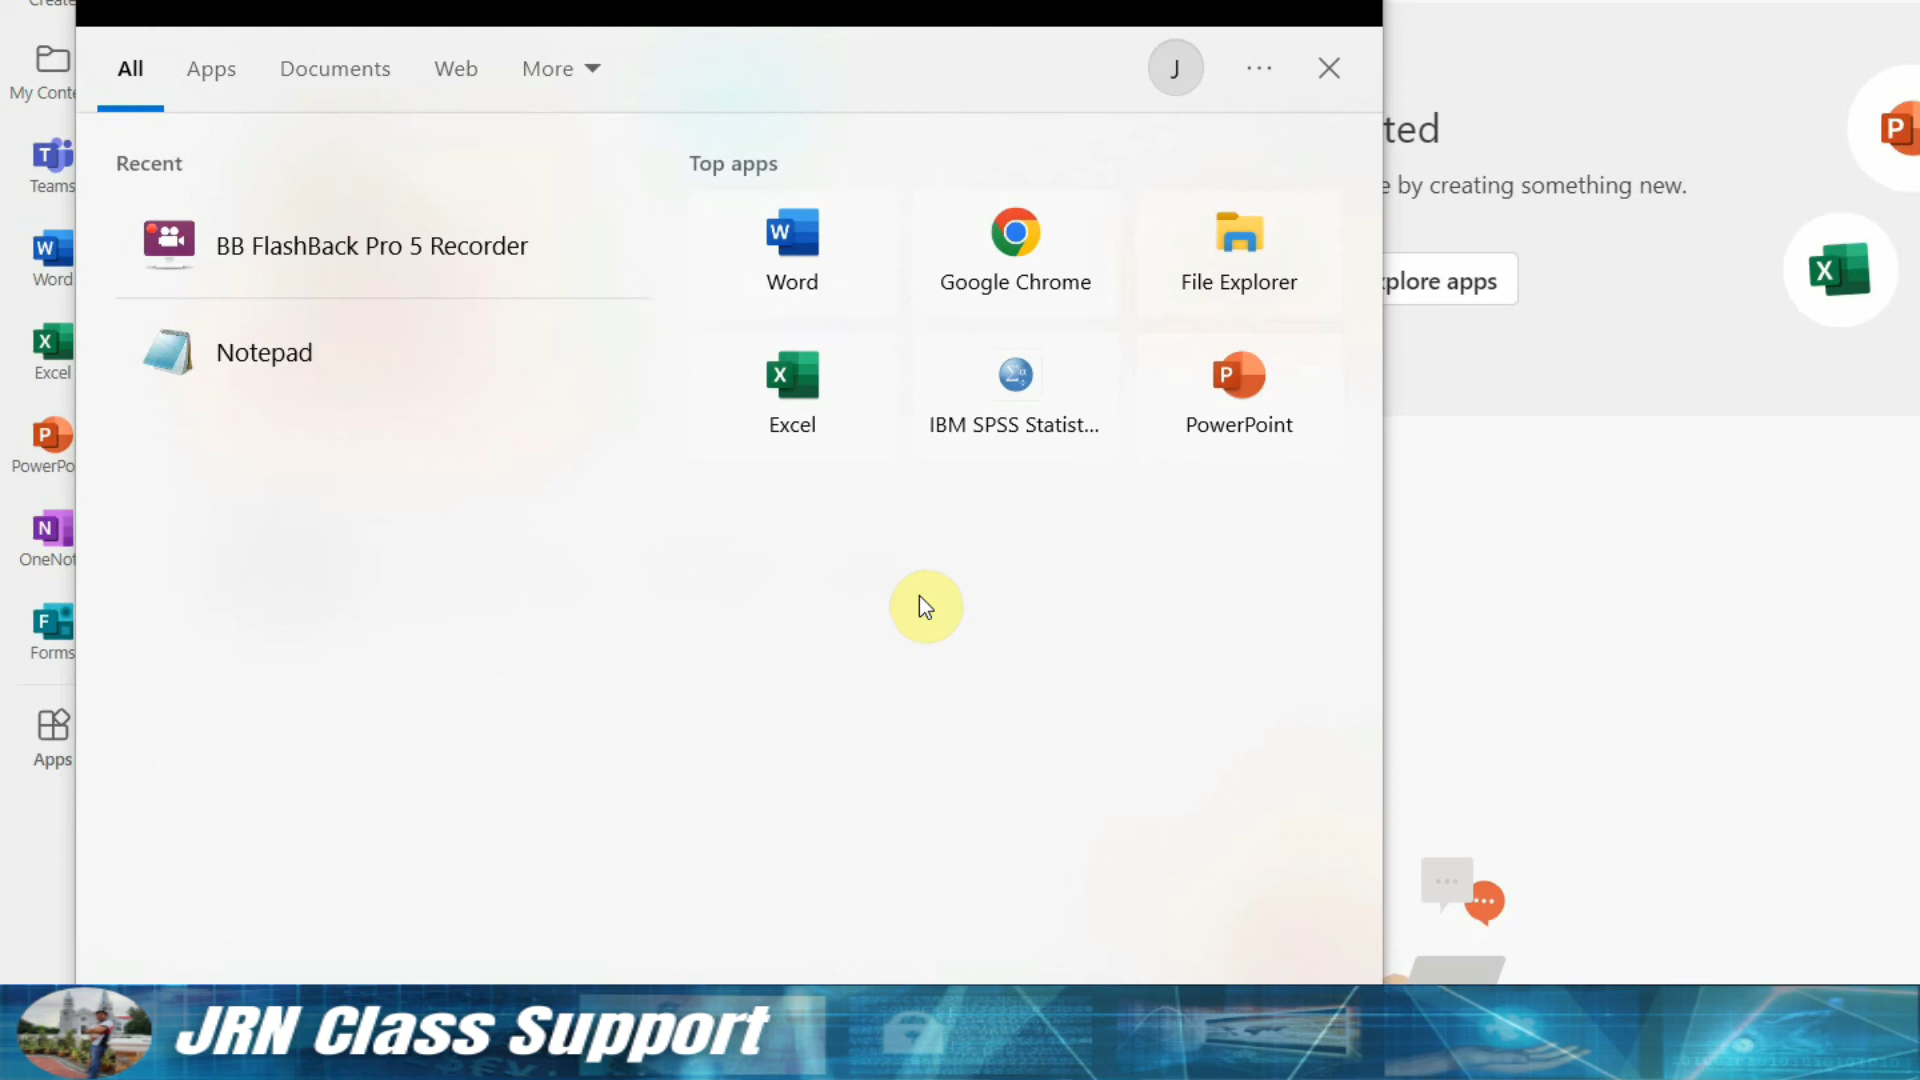 Create
My Conte
Teams
Word
Excel
PowerPo
OneNot
Forms
Apps
All
Apps
Documents
Web
More
J
Recent
BB FlashBack Pro 5 Recorder
Notepad
Top apps
Word
Google Chrome
File Explorer
Excel
IBM SPSS Statist...
PowerPoint
ted
e by creating something new.
xplore apps
JRN Class Support